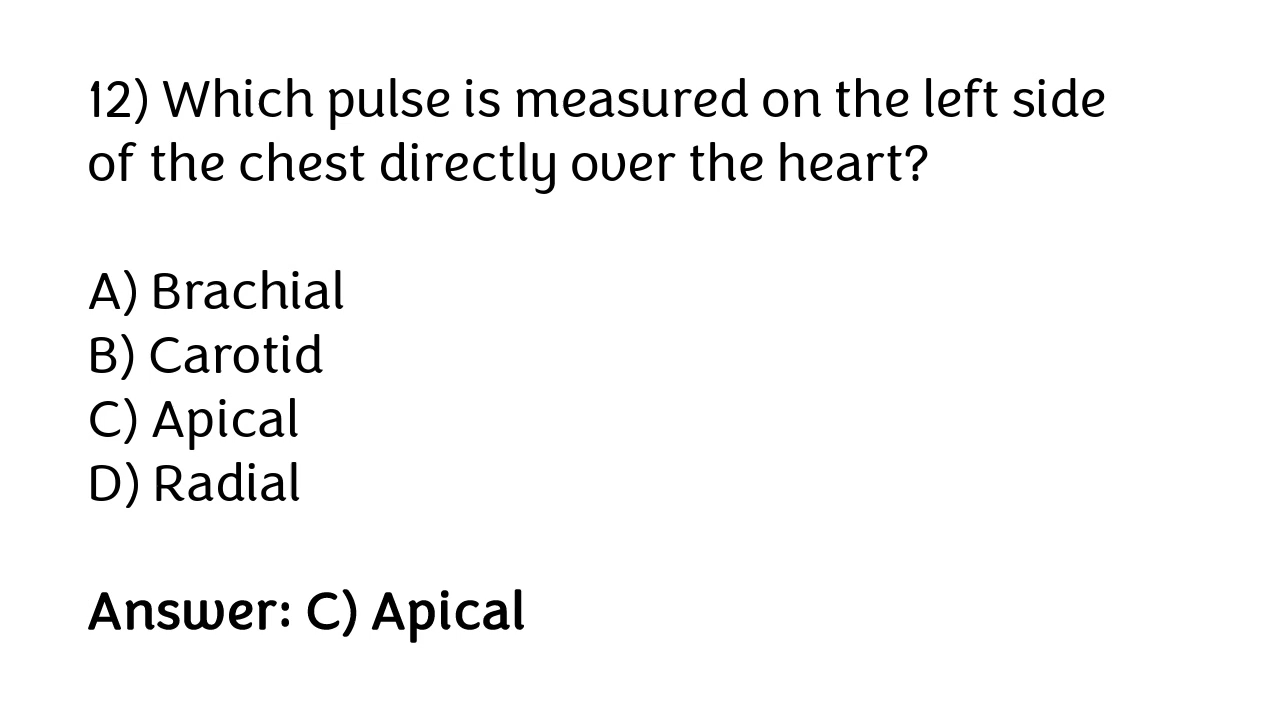 12) Which pulse is measured on the left side
of the chest directly over the heart?
A) Brachial
B) Carotid
C) Apical
D) Radial
Answer: C) Apical